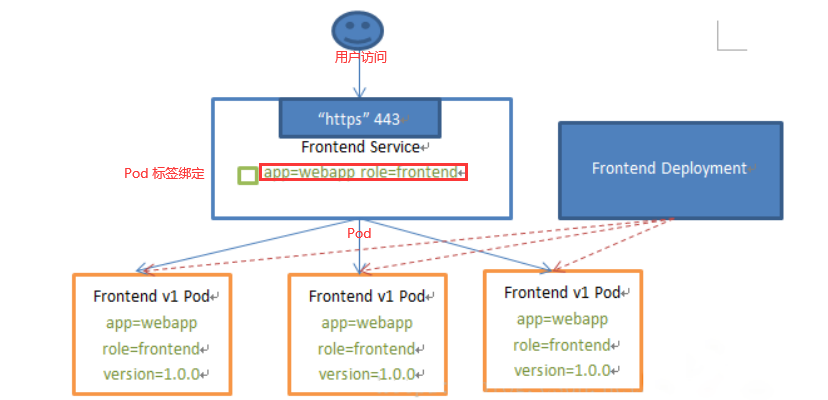 用户访问
“https” 443
Frontend Service
Pod 标签绑定
app=webapp role=frontend
Frontend Deployment
Pod
Frontend v1 Pod
app=webapp
role=frontend
version=1.0.0
Frontend v1 Pod
app=webapp
role=frontend
version=1.0.0
Frontend v1 Pod
app=webapp
role=frontend
version=1.0.0